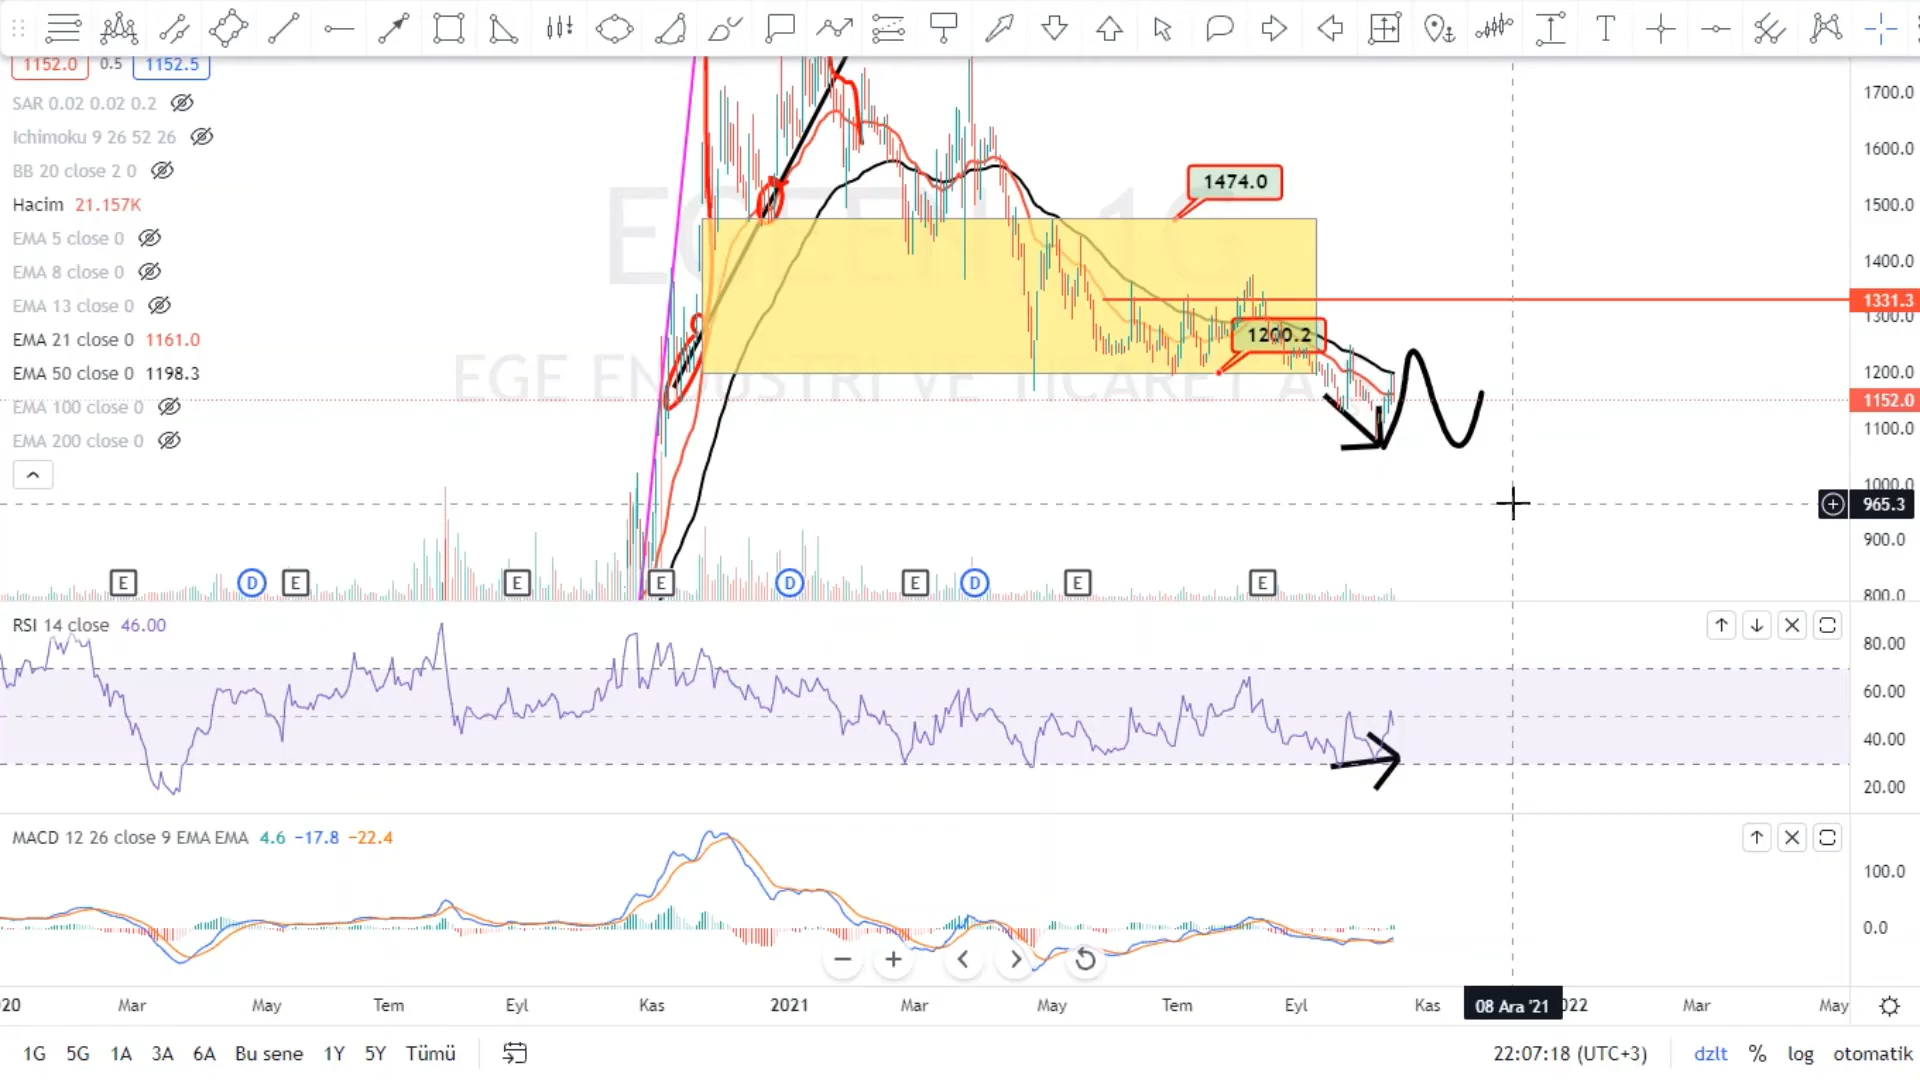 1152.0 0.5 1152.5
SAR 0.02 0.02 0.2
Ichimoku 9 26 52 26
BB 20 close 2 0
Hacim 21.157K
EMA 5 close 0
EMA 8 close 0
EMA 13 close 0
EMA 21 close 0 1161.0
EMA 50 close 0 1198.3
EMA 100 close 0
EMA 200 close 0
1474.0
1200.2
EGE ENDUSTRI VE TICARET A
1700.0
1600.0
1500.0
1400.0
1331.3
1300.0
1200.0
1152.0
1100.0
1000.0
965.3
900.0
800.0
E D E E E D E D E E
RSI 14 close 46.00
80.00
60.00
40.00
20.00
MACD 12 26 close 9 EMA EMA 4.6 −17.8 −22.4
100.0
0.0
020 Mar May Tem Eyl Kas 2021 Mar May Tem Eyl Kas 08 Ara '21 2022 Mar May
1G 5G 1A 3A 6A Bu sene 1Y 5Y Tümü 22:07:18 (UTC+3) dzlt % log otomatik